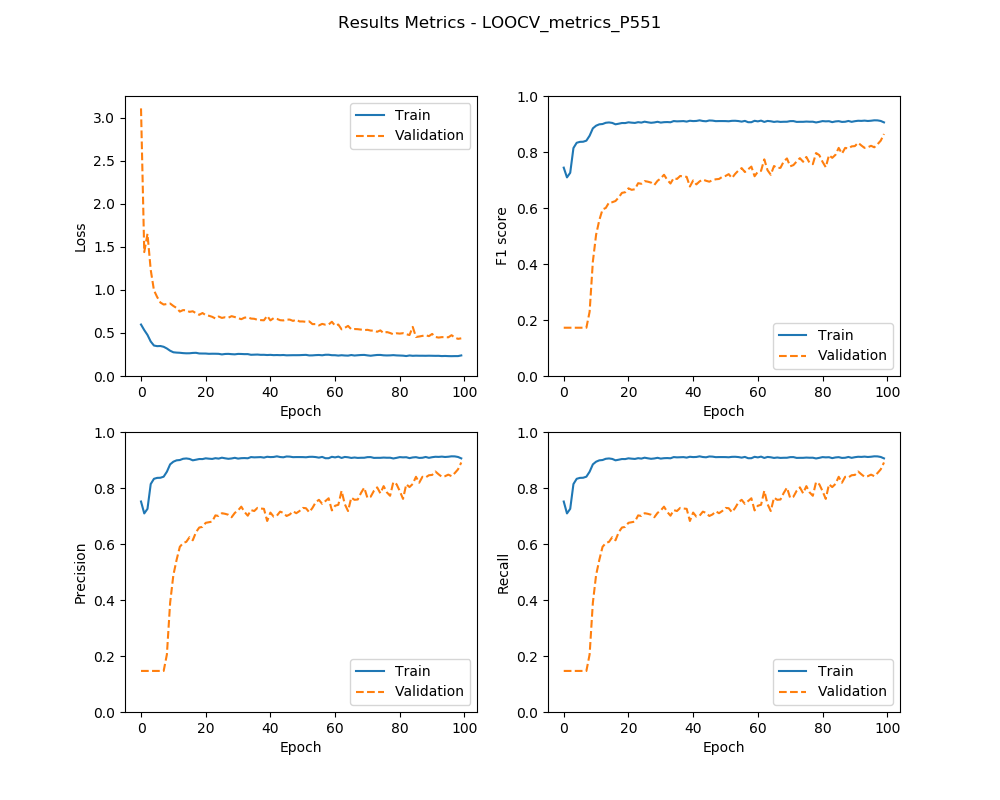 Results Metrics - LOOCV_metrics_P551
3.0
2.5
2.0
1.5
1.0
0.5
0.0
Loss
0 20 40 60 80 100
Epoch
Train
Validation
1.0
0.8
0.6
0.4
0.2
0.0
F1 score
0 20 40 60 80 100
Epoch
Train
Validation
1.0
0.8
0.6
0.4
0.2
0.0
Precision
0 20 40 60 80 100
Epoch
Train
Validation
1.0
0.8
0.6
0.4
0.2
0.0
Recall
0 20 40 60 80 100
Epoch
Train
Validation